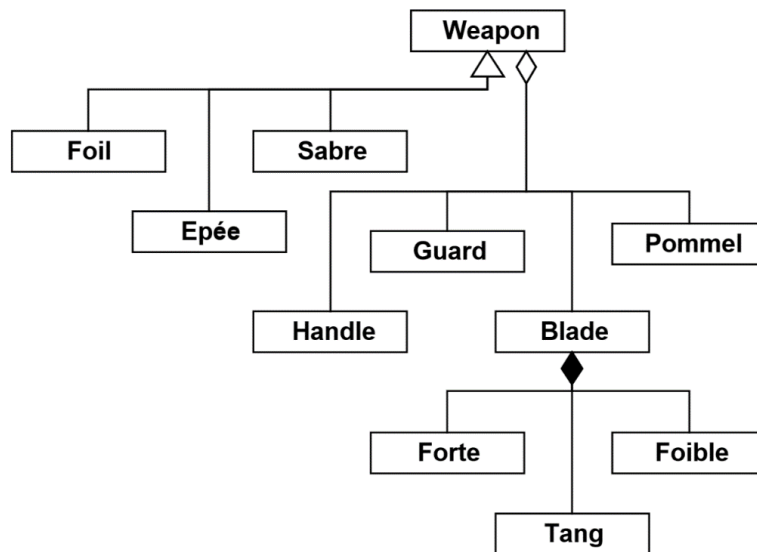 Weapon
Foil
Sabre
Epée
Guard
Pommel
Handle
Blade
Forte
Foible
Tang